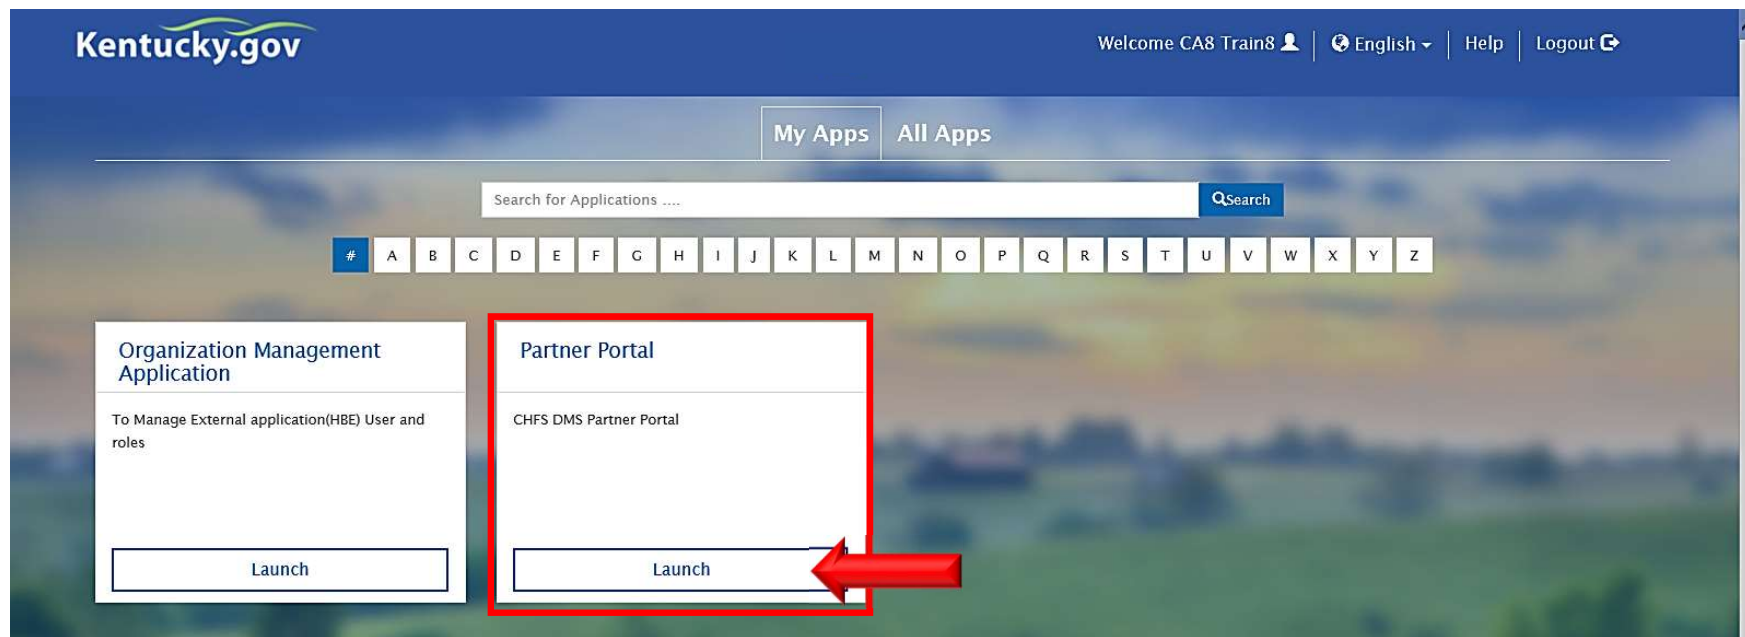 Kentucky.gov
Welcome CA8 Train8 English Help Logout
My Apps All Apps
Search for Applications .... Search
# A B C D E F G H I J K L M N O P Q R S T U V W X Y Z
Organization Management
Application
To Manage External application(HBE) User and
roles
Launch
Partner Portal
CHFS DMS Partner Portal
Launch